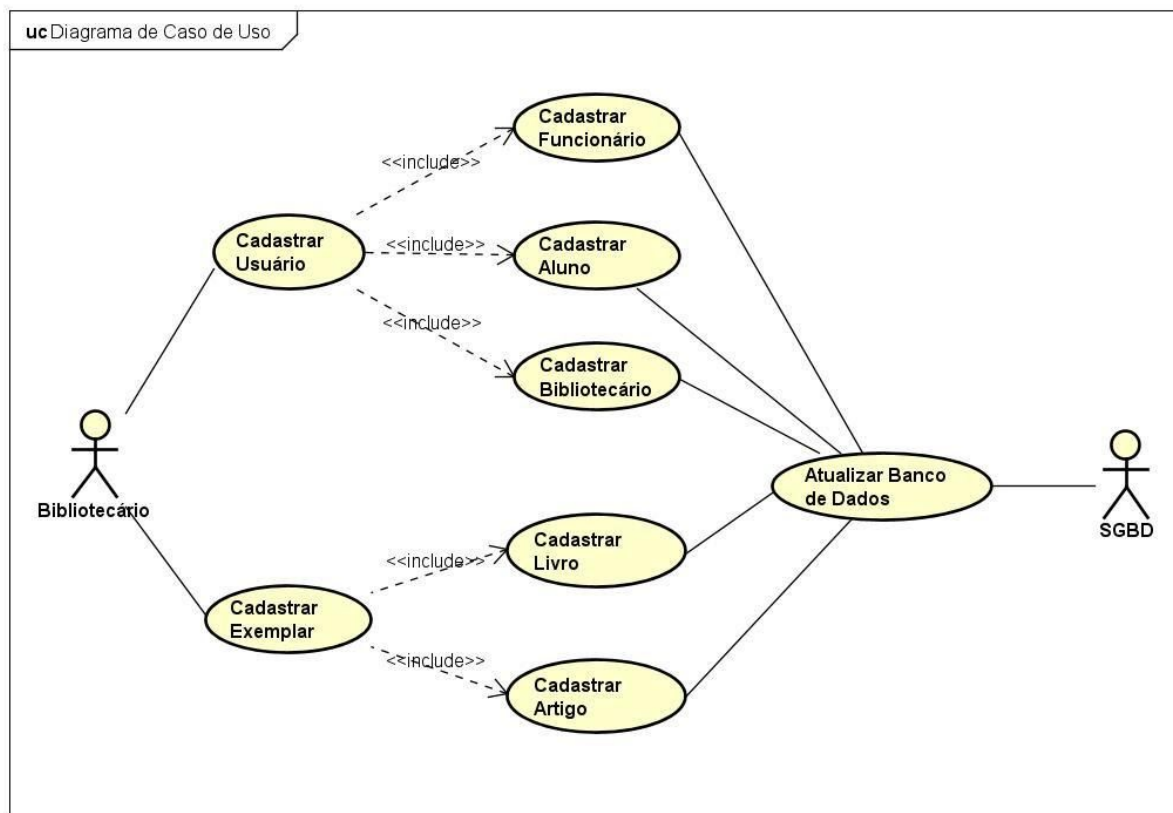 uc Diagrama de Caso de Uso
Cadastrar
Funcionário
<<include>>
Cadastrar
Usuário
<<include>>
Cadastrar
Aluno
<<include>>
Cadastrar
Bibliotecário
Bibliotecário
Atualizar Banco
de Dados
SGBD
<<include>>
Cadastrar
Livro
Cadastrar
Exemplar
<<include>>
Cadastrar
Artigo